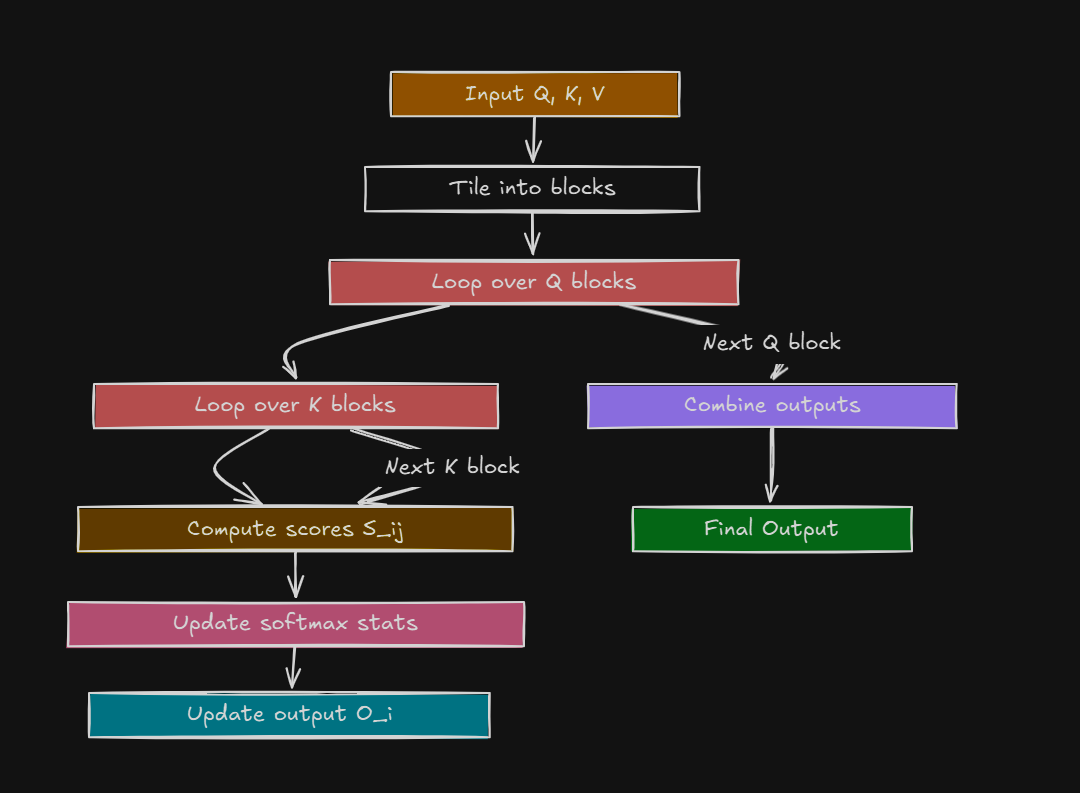 Input Q, K, V
Tile into blocks
Loop over Q blocks
Next Q block
Loop over K blocks
Combine outputs
Next K block
Compute scores S_ij
Final Output
Update softmax stats
Update output O_i